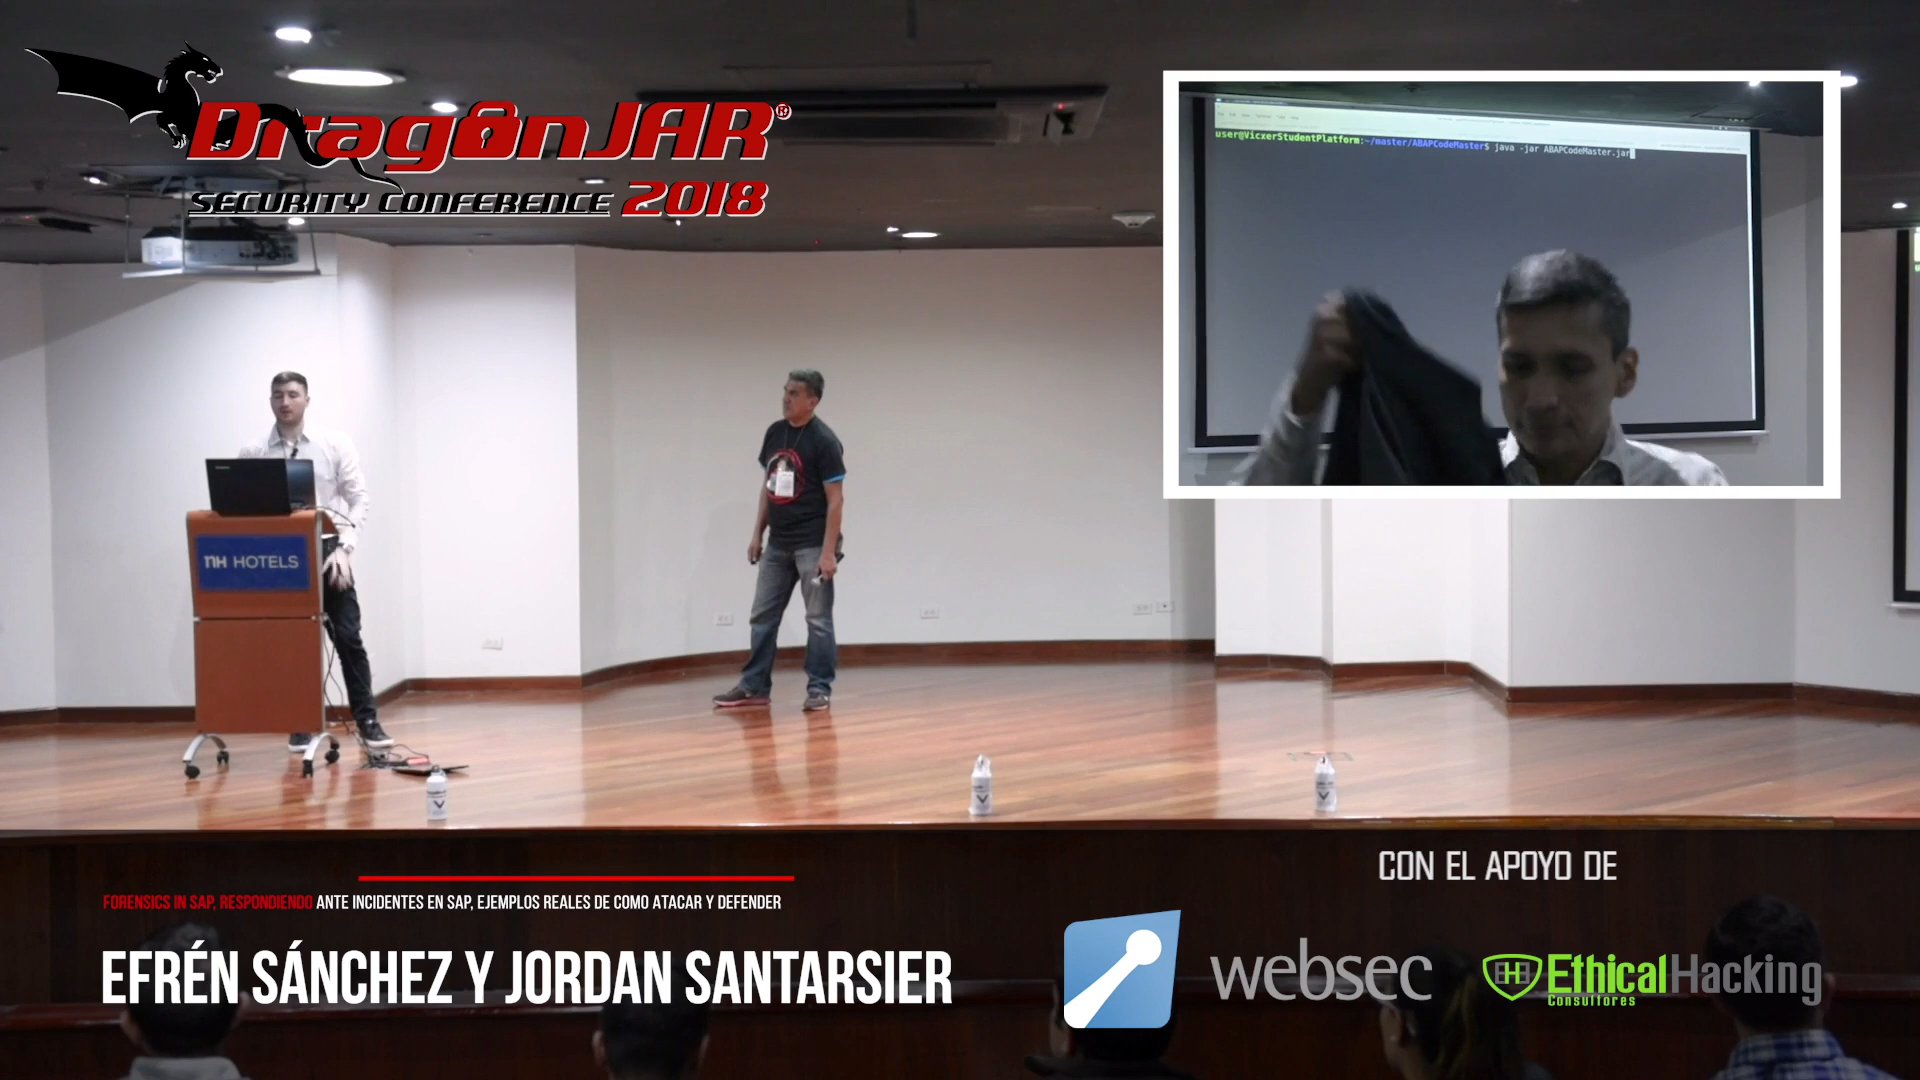 DragonJAR®
SECURITY CONFERENCE 2018
user@VicxerStudentPlatform:~/master/ABAPCodeMaster$ java -jar ABAPCodeMaster.jar
nH HOTELS
CON EL APOYO DE
FORENSICS IN SAP, RESPONDIENDO ANTE INCIDENTES EN SAP, EJEMPLOS REALES DE COMO ATACAR Y DEFENDER
EFRÉN SÁNCHEZ Y JORDAN SANTARSIER
websec
EH EthicalHacking
Consultores